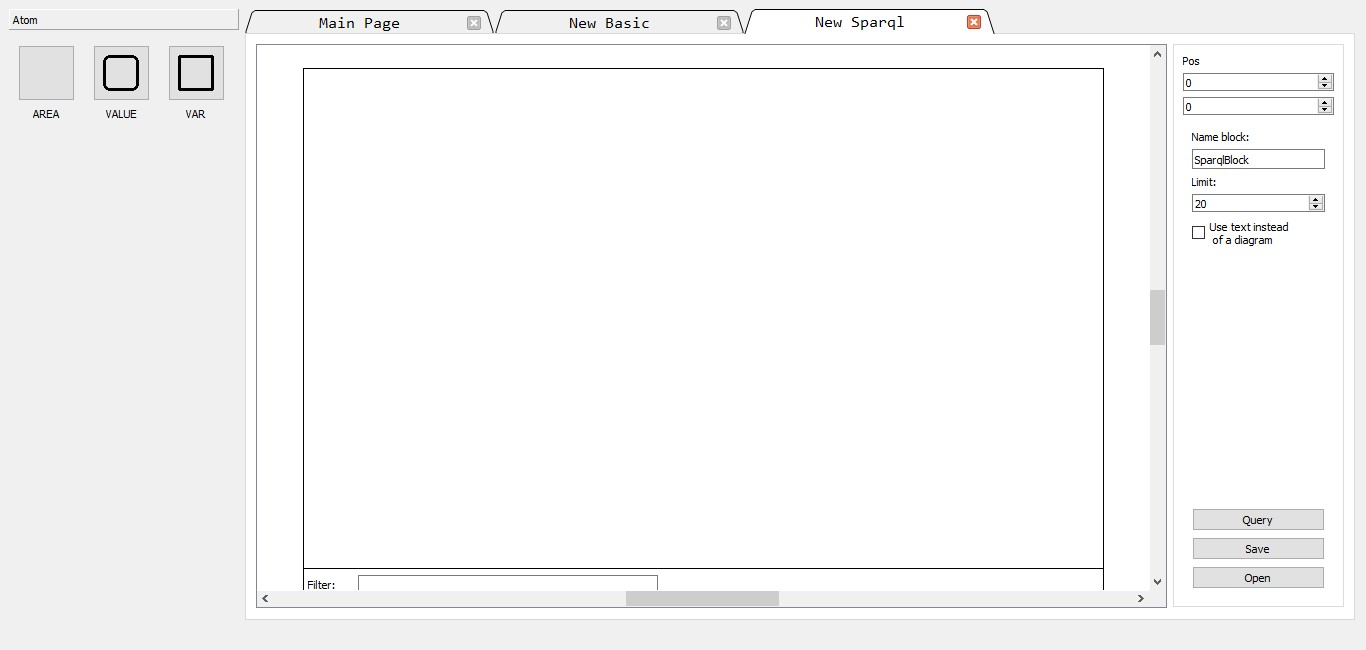 Atom
AREA
VALUE
VAR
Main Page
New Basic
New Sparql
Filter:
Pos
0
0
Name block:
SparqlBlock
Limit:
20
Use text instead
of a diagram
Query
Save
Open